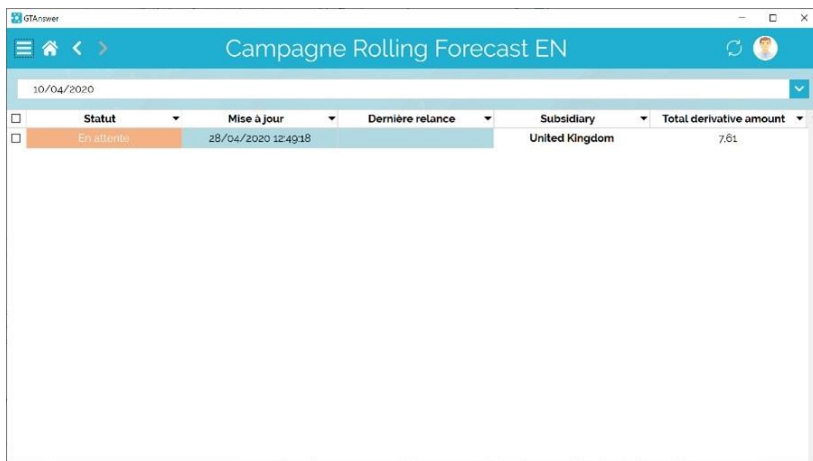 GTAnswer
Campagne Rolling Forecast EN
10/04/2020
Statut Mise à jour Dernière relance Subsidiary Total derivative amount
En attente 28/04/2020 12:49:18 United Kingdom 7,61